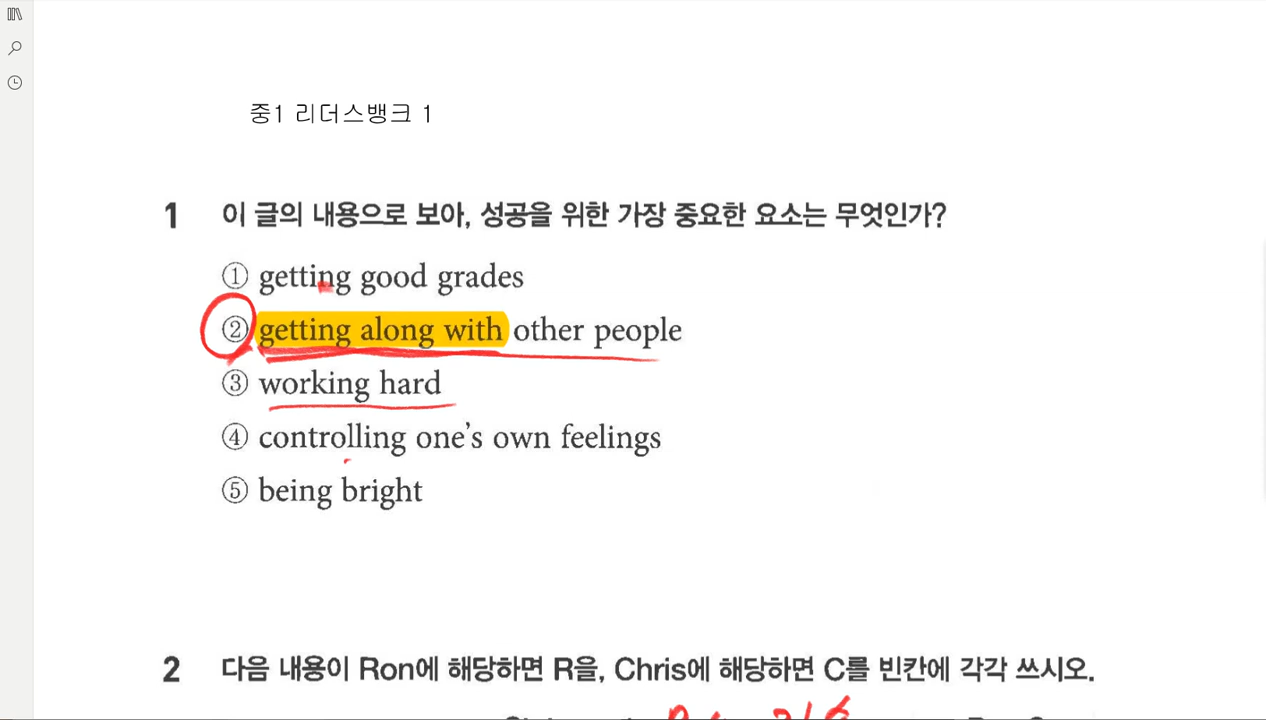 중1 리더스뱅크 1
1 이 글의 내용으로 보아, 성공을 위한 가장 중요한 요소는 무엇인가?
① getting good grades
② getting along with other people
③ working hard
④ controlling one's own feelings
⑤ being bright
2 다음 내용이 Ron에 해당하면 R을, Chris에 해당하면 C를 빈칸에 각각 쓰시오.